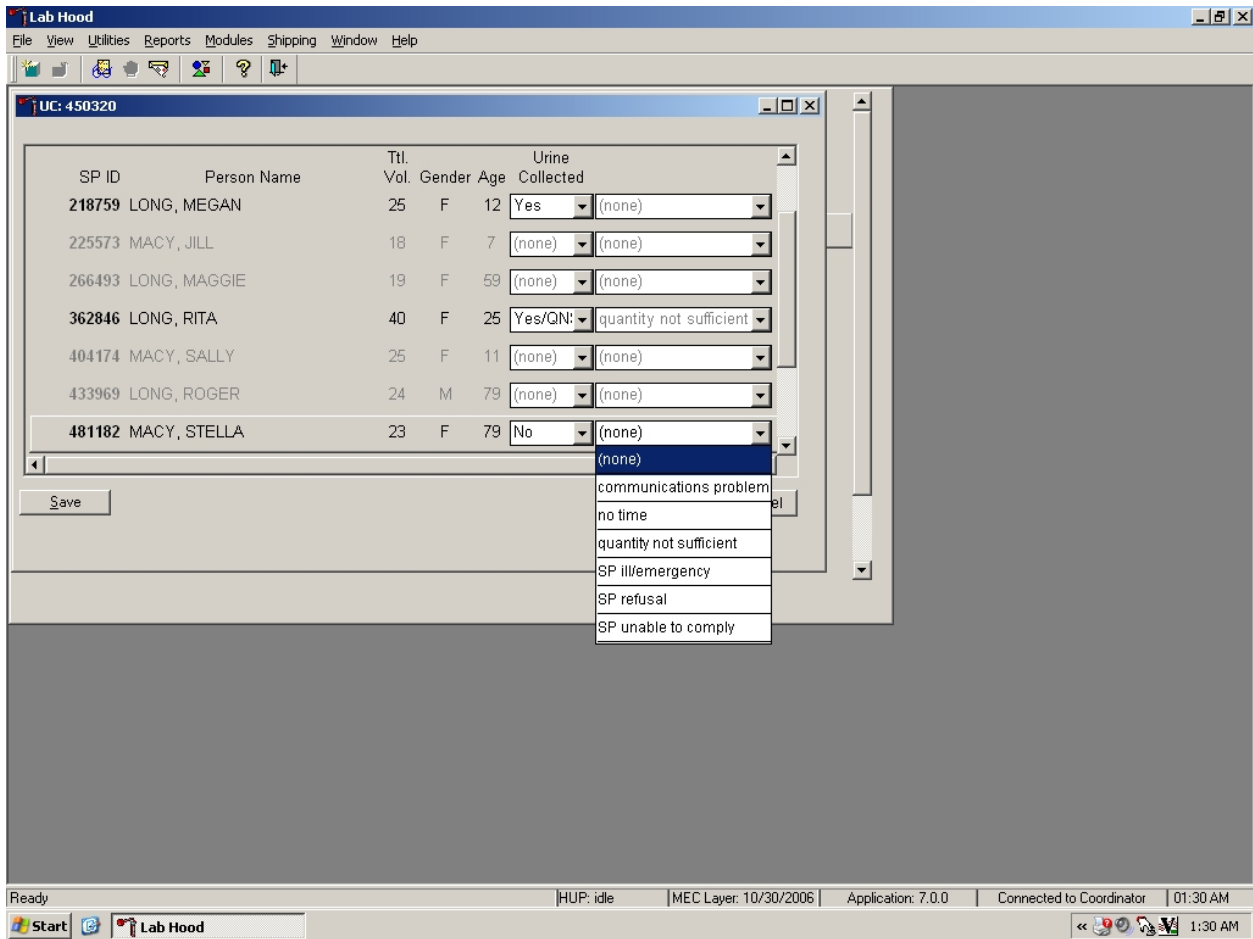 Lab Hood
File View Utilities Reports Modules Shipping Window Help
UC: 450320
Ttl. Urine
SP ID Person Name Vol. Gender Age Collected
218759 LONG, MEGAN 25 F 12 Yes (none)
225573 MACY, JILL 18 F 7 (none) (none)
266493 LONG, MAGGIE 19 F 59 (none) (none)
362846 LONG, RITA 40 F 25 Yes/QN quantity not sufficient
404174 MACY, SALLY 25 F 11 (none) (none)
433969 LONG, ROGER 24 M 79 (none) (none)
481182 MACY, STELLA 23 F 79 No (none)
(none)
communications problem
Save el
no time
quantity not sufficient
SP ill/emergency
SP refusal
SP unable to comply
Ready HUP: idle MEC Layer: 10/30/2006 Application: 7.0.0 Connected to Coordinator 01:30 AM
Start Lab Hood « 1:30 AM